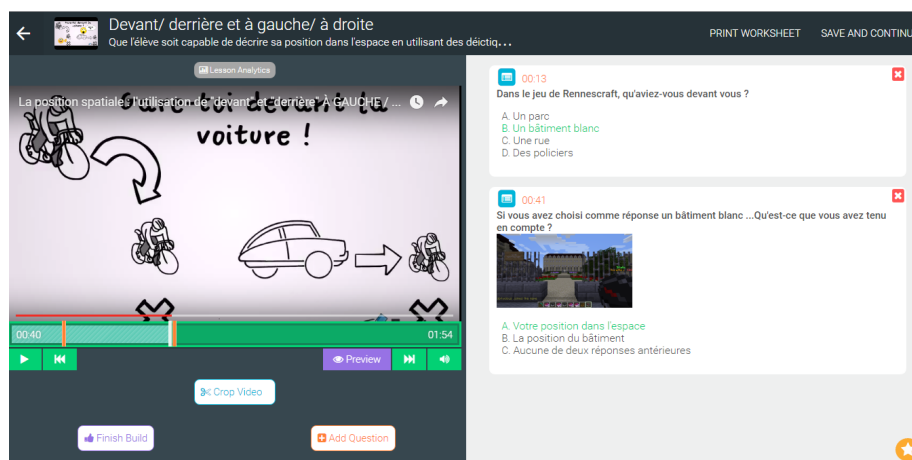 Devant/ derrière et à gauche/ à droite
Que l'élève soit capable de décrire sa position dans l'espace en utilisant des déictiq...
PRINT WORKSHEET
SAVE AND CONTINU
Lesson Analytics
La position spatiale : l'utilisation de "devant" et "derrière" À GAUCHE / ...
Gare toi devant la
voiture !
00:40
01:54
Preview
Crop Video
Finish Build
Add Question
00:13
Dans le jeu de Rennescraft, qu'aviez-vous devant vous ?
A. Un parc
B. Un bâtiment blanc
C. Une rue
D. Des policiers
00:41
Si vous avez choisi comme réponse un bâtiment blanc ...Qu'est-ce que vous avez tenu
en compte ?
A. Votre position dans l'espace
B. La position du bâtiment
C. Aucune de deux réponses antérieures